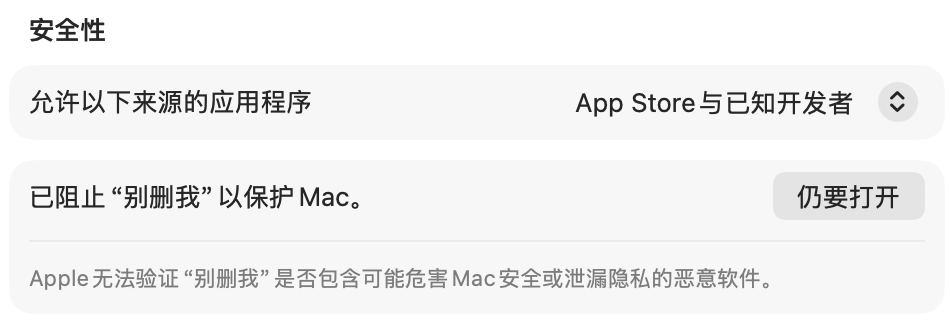 安全性
允许以下来源的应用程序 App Store与已知开发者
已阻止“别删我”以保护 Mac。 仍要打开
Apple 无法验证“别删我”是否包含可能危害 Mac 安全或泄漏隐私的恶意软件。